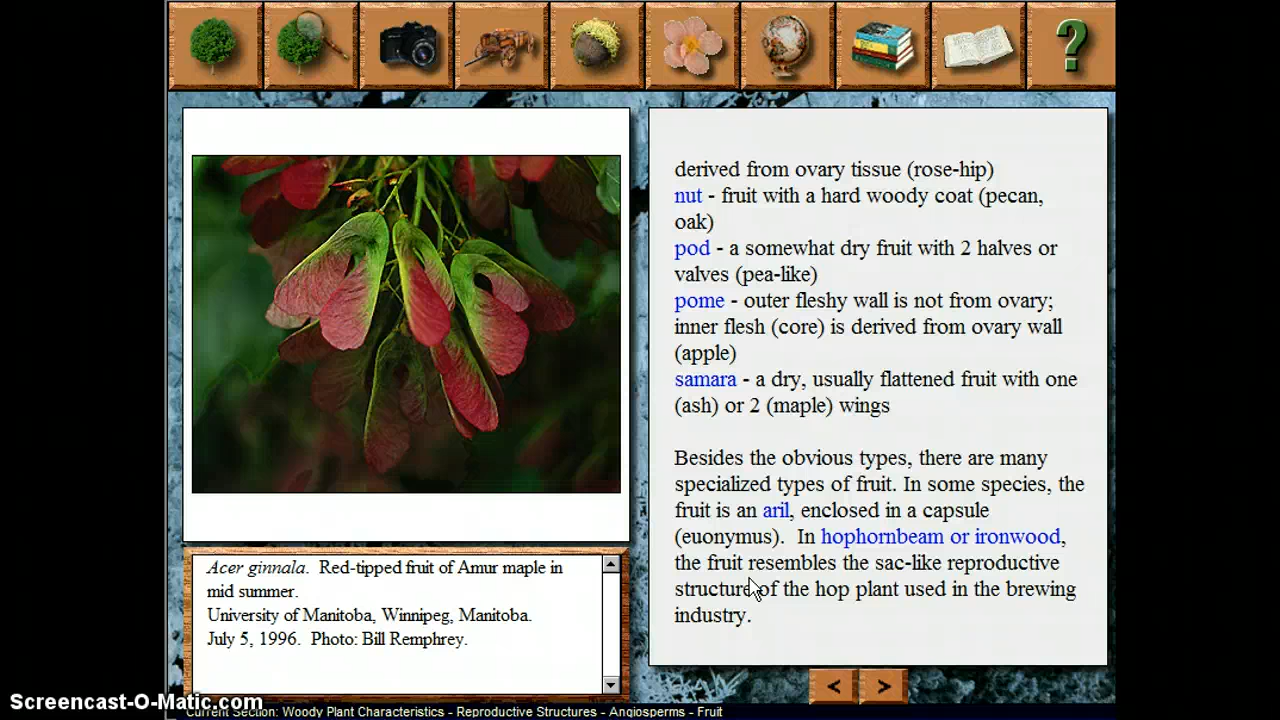 derived from ovary tissue (rose-hip)
nut - fruit with a hard woody coat (pecan,
oak)
pod - a somewhat dry fruit with 2 halves or
valves (pea-like)
pome - outer fleshy wall is not from ovary;
inner flesh (core) is derived from ovary wall
(apple)
samara - a dry, usually flattened fruit with one
(ash) or 2 (maple) wings
Besides the obvious types, there are many
specialized types of fruit. In some species, the
fruit is an aril, enclosed in a capsule
(euonymus). In hophornbeam or ironwood,
the fruit resembles the sac-like reproductive
structure of the hop plant used in the brewing
industry.
Acer ginnala. Red-tipped fruit of Amur maple in
mid summer.
University of Manitoba, Winnipeg, Manitoba.
July 5, 1996. Photo: Bill Remphrey.
< >
Screencast-O-Matic.com
Current Section: Woody Plant Characteristics - Reproductive Structures - Angiosperms - Fruit
?